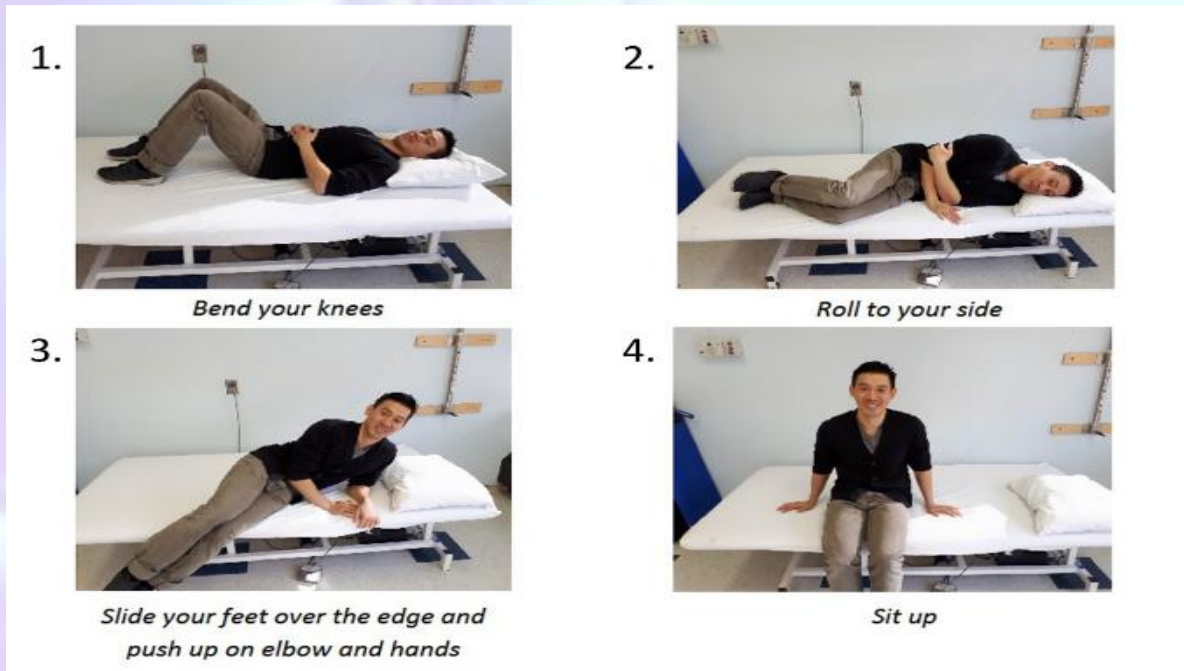 1.
Bend your knees
2.
Roll to your side
3.
Slide your feet over the edge and
push up on elbow and hands
4.
Sit up